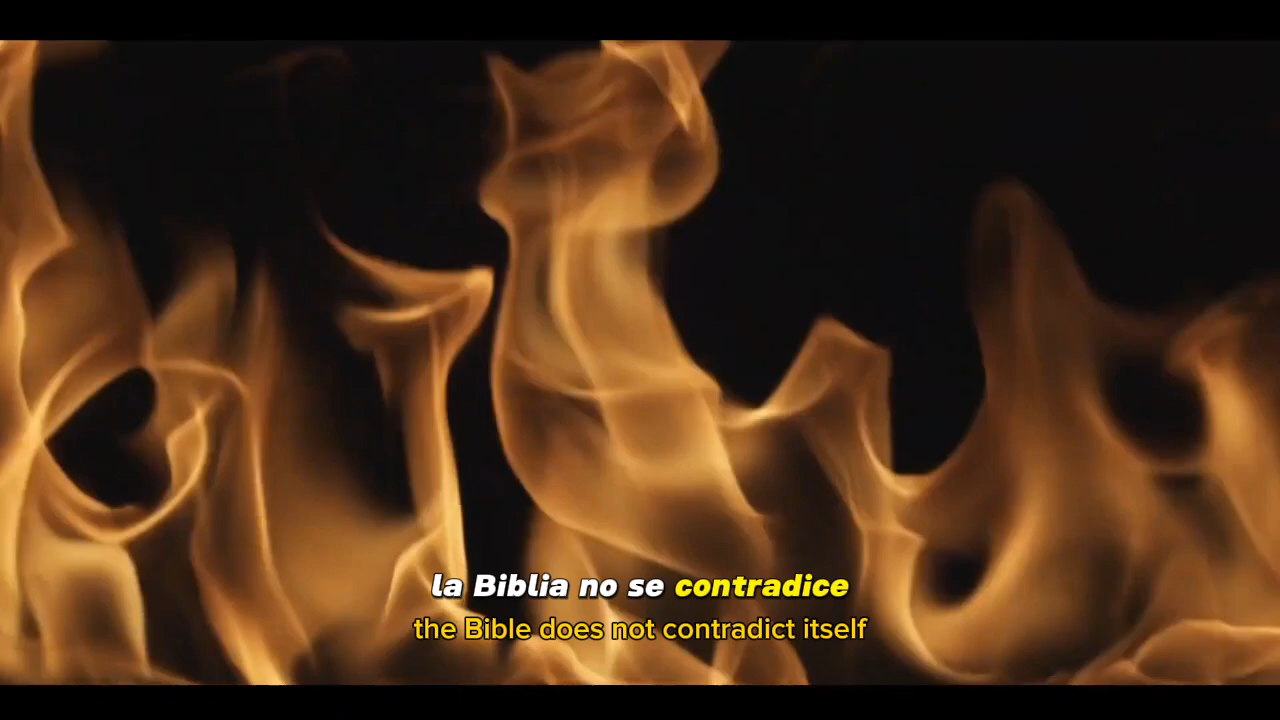 la Biblia no se contradice
the Bible does not contradict itself